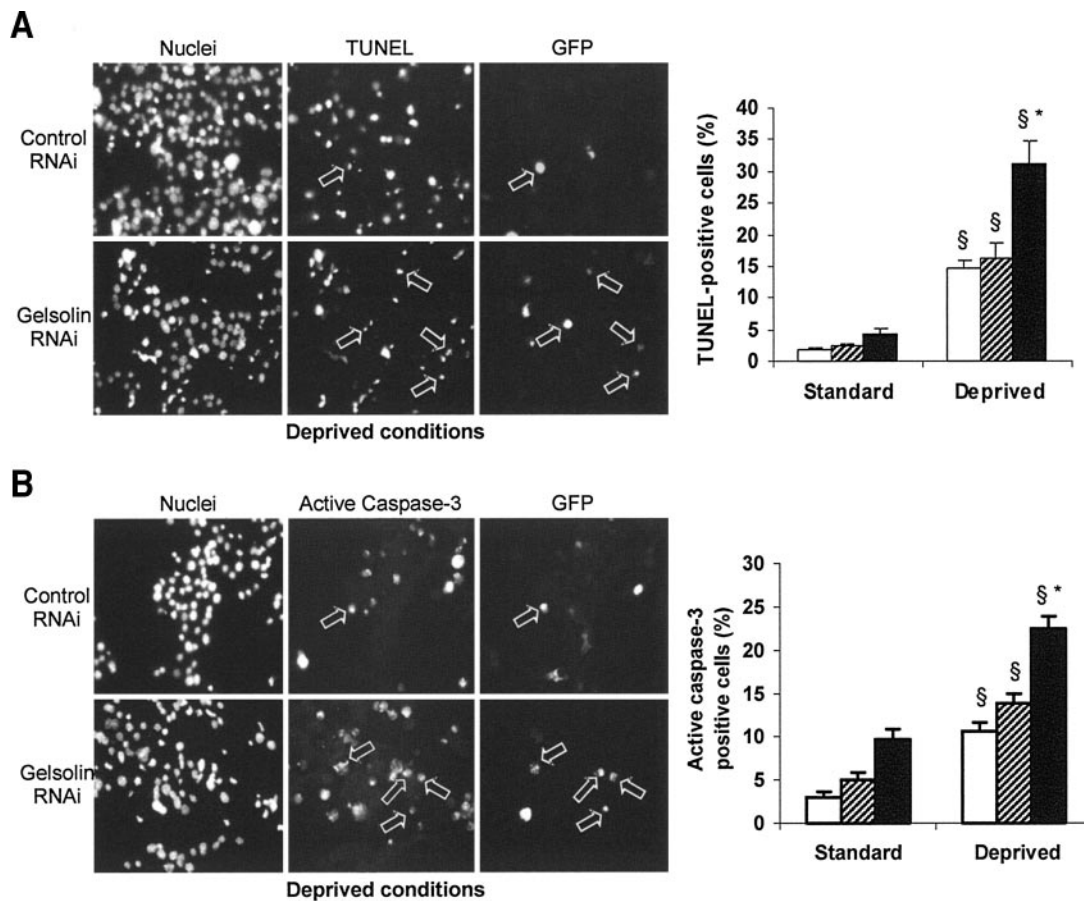 A
Nuclei
TUNEL
GFP
Control
RNAi
Gelsolin
RNAi
Deprived conditions
TUNEL-positive cells (%)
40
35
30
25
20
15
10
5
0
§
§
§ *
Standard
Deprived
B
Nuclei
Active Caspase-3
GFP
Control
RNAi
Gelsolin
RNAi
Deprived conditions
Active caspase-3
positive cells (%)
30
25
20
15
10
5
0
§
§
§ *
Standard
Deprived